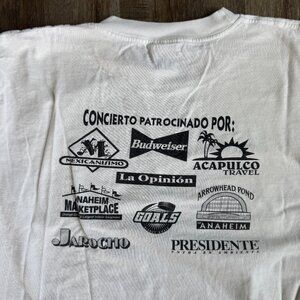 CONCIERTO PATROCINADO POR:
M
MEXICANISIMO
Budweiser
ACAPULCO
TRAVEL
La Opinión
ANAHEIM
MARKETPLACE
GOALS
ARROWHEAD POND
ANAHEIM
JAROCHO
PRESIDENTE